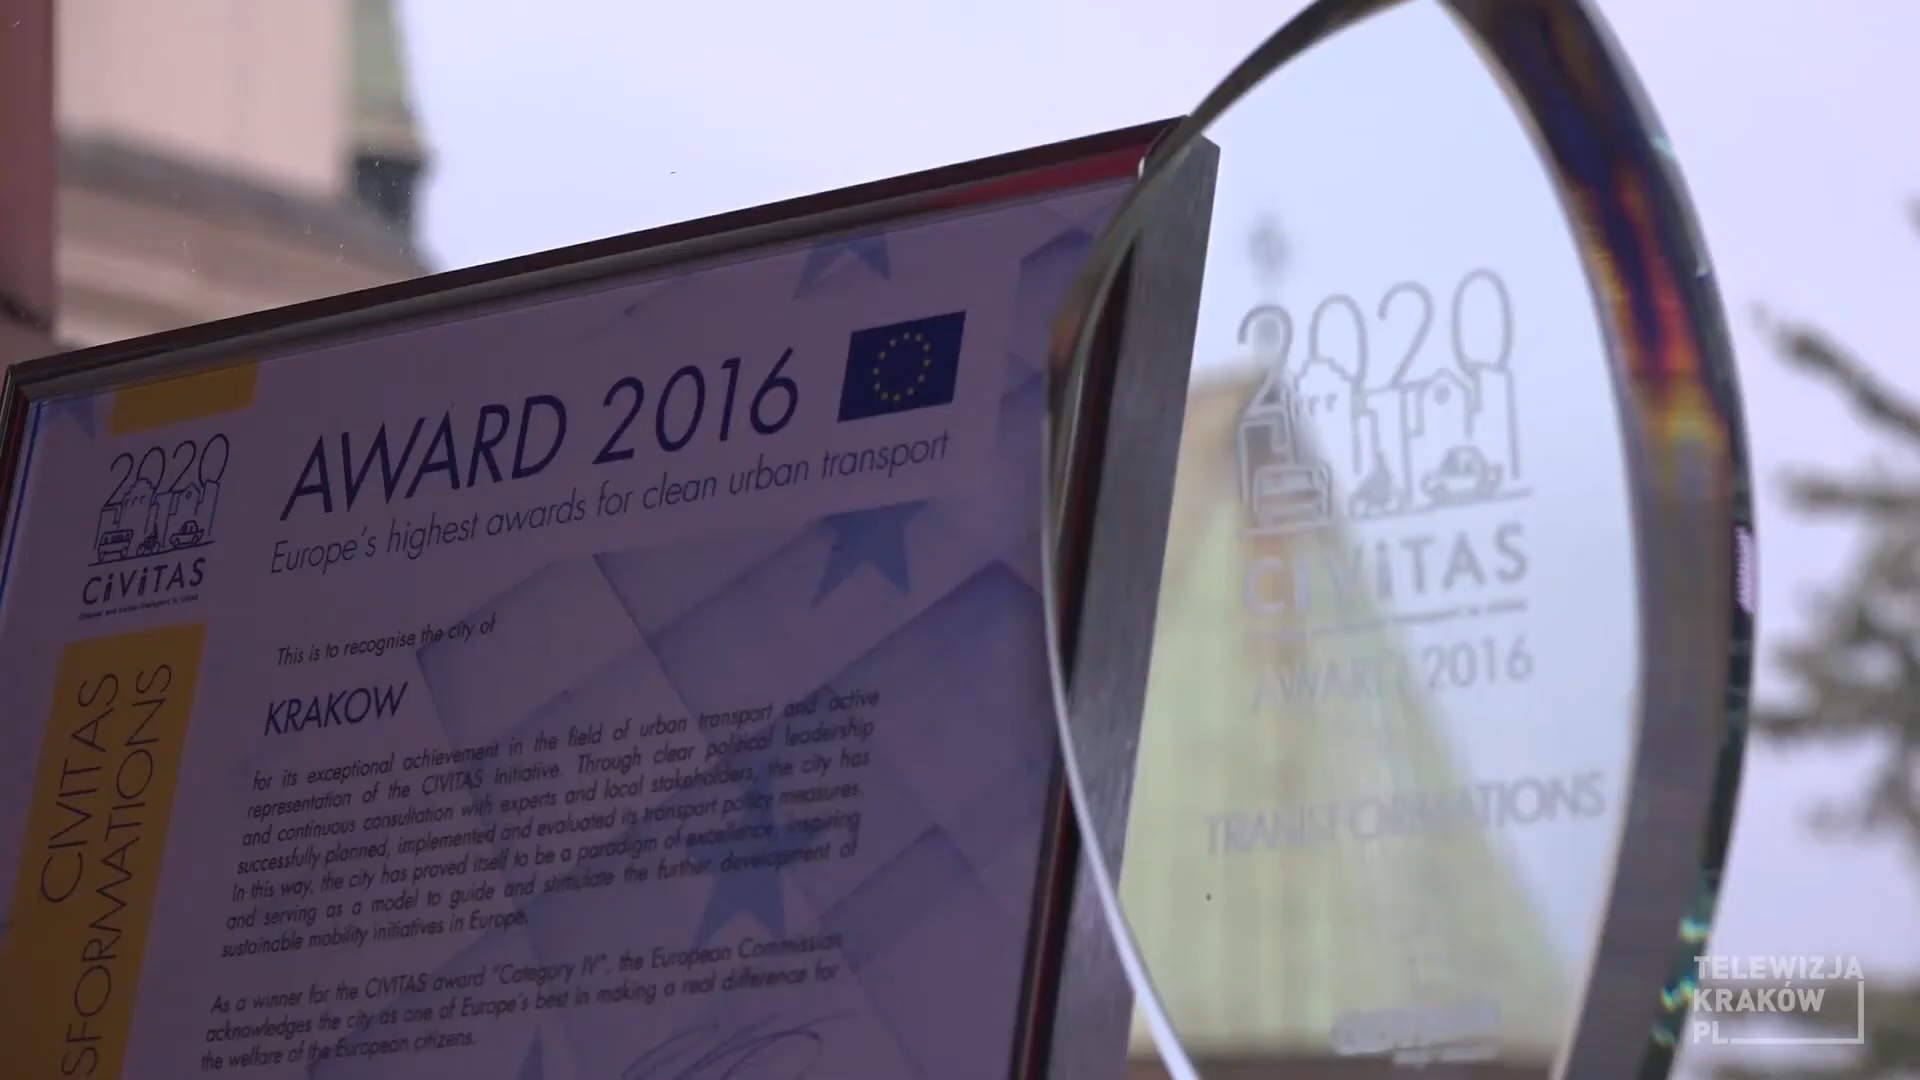 2020
CiViTAS
AWARD 2016
Europe's highest awards for clean urban transport
CIVITAS
SFORMATIONS
This is to recognise the city of
KRAKOW
for its exceptional achievement in the field of urban transport and active
representation of the CIVITAS Initiative. Through clear political leadership
and continuous consultation with experts and local stakeholders, the city has
successfully planned, implemented and evaluated its transport policy measures.
In this way, the city has proved itself to be a paradigm of excellence, inspiring
and serving as a model to guide and stimulate the further development of
sustainable mobility initiatives in Europe.
As a winner for the CIVITAS award "Category IV", the European Commission
acknowledges the city as one of Europe's best in making a real difference for
the welfare of the European citizens.
2020
CiViTAS
AWARD 2016
TRANSFORMATIONS
TELEWIZJA
KRAKÓW
PL